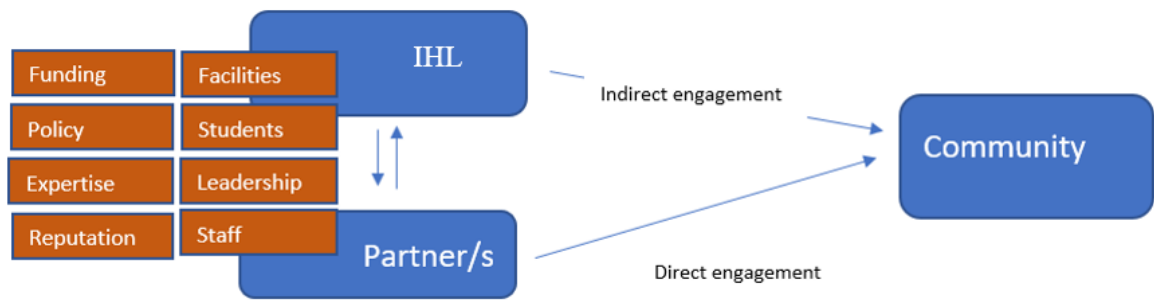 IHL
Funding
Facilities
Policy
Students
Expertise
Leadership
Reputation
Staff
Partner/s
Indirect engagement
Direct engagement
Community